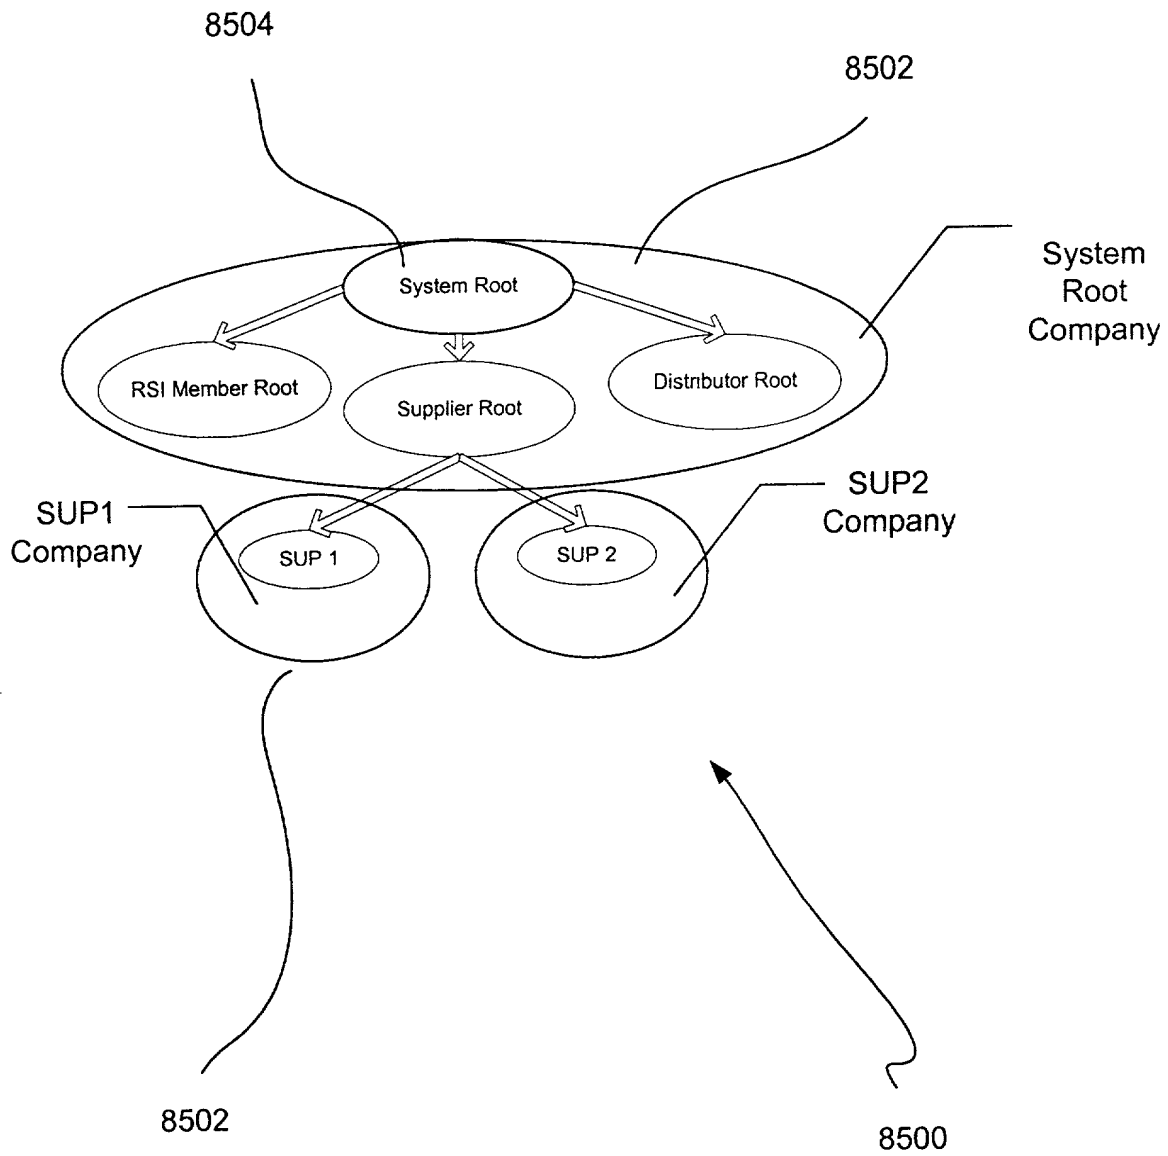 8504
8502
System Root
System
Root
Company
RSI Member Root
Supplier Root
Distributor Root
SUP1
Company
SUP2
Company
SUP 1
SUP 2
8502
8500